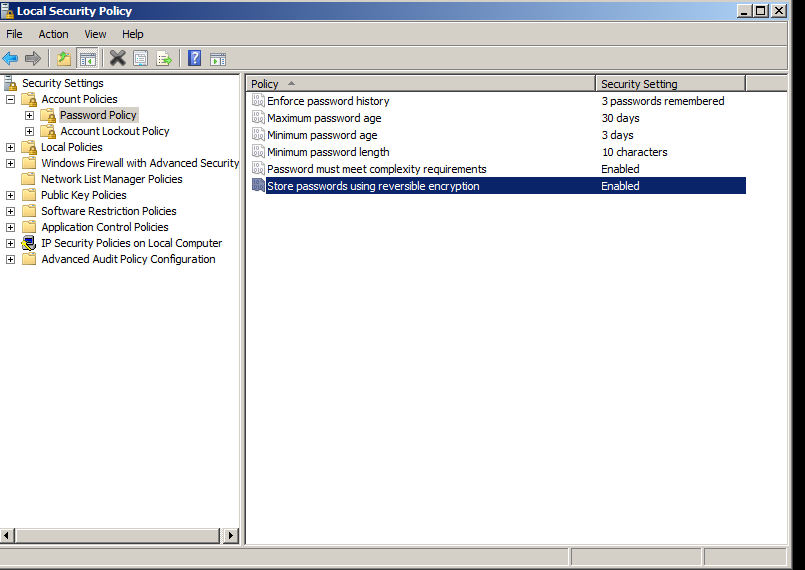 Local Security Policy
File Action View Help
Security Settings
Account Policies
Password Policy
Account Lockout Policy
Local Policies
Windows Firewall with Advanced Security
Network List Manager Policies
Public Key Policies
Software Restriction Policies
Application Control Policies
IP Security Policies on Local Computer
Advanced Audit Policy Configuration
Policy Security Setting
Enforce password history 3 passwords remembered
Maximum password age 30 days
Minimum password age 3 days
Minimum password length 10 characters
Password must meet complexity requirements Enabled
Store passwords using reversible encryption Enabled